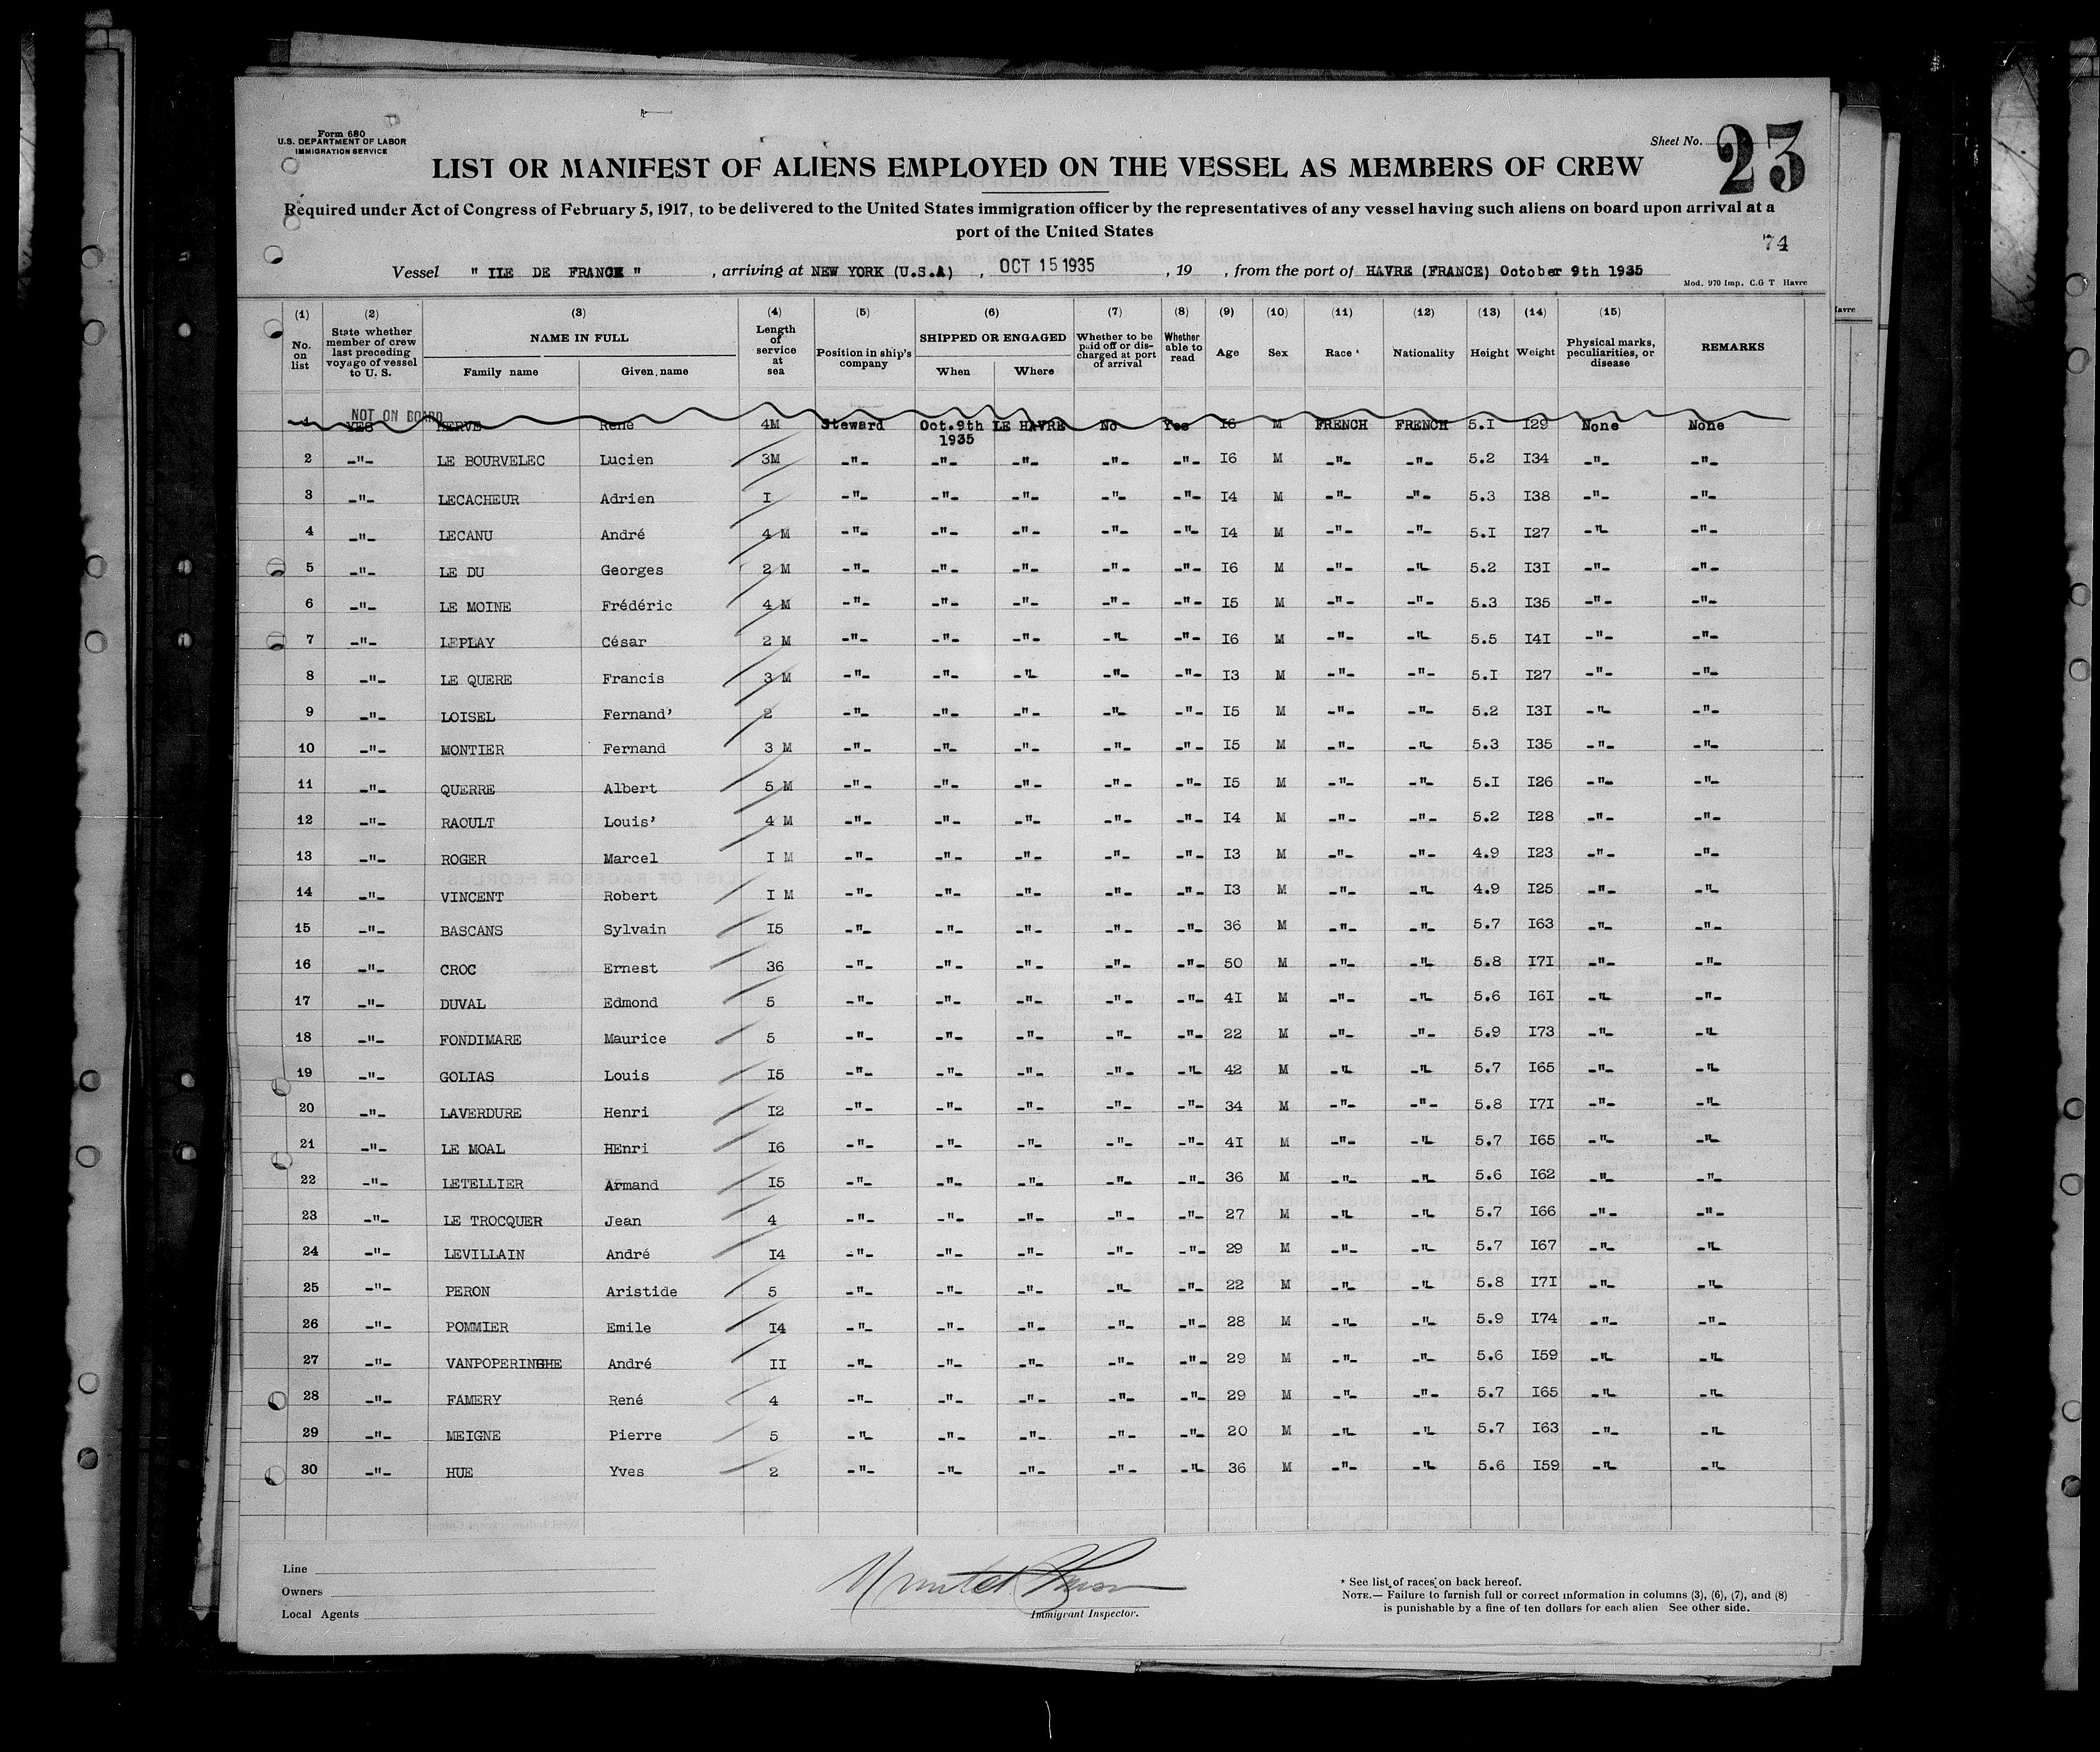 Form 680
U.S. DEPARTMENT OF LABOR
IMMIGRATION SERVICE
Sheet No. 23
LIST OR MANIFEST OF ALIENS EMPLOYED ON THE VESSEL AS MEMBERS OF CREW
Required under Act of Congress of February 5, 1917, to be delivered to the United States immigration officer by the representatives of any vessel having such aliens on board upon arrival at a
port of the United States
74
Vessel " ILE DE FRANCE " , arriving at NEW YORK (U.S.A) , OCT 15 1935 , 19 , from the port of HAVRE (FRANCE) October 9th 1935
Mod. 970 Imp. C.G T Havre
(1) (2) (3) (4) (5) (6) (7) (8) (9) (10) (11) (12) (13) (14) (15)
No. on list State whether member of crew last preceding voyage of vessel to U. S. NAME IN FULL Family name Given name Length of service at sea Position in ship's company SHIPPED OR ENGAGED When Where Whether to be paid off or discharged at port of arrival Whether able to read Age Sex Race * Nationality Height Weight Physical marks, peculiarities, or disease REMARKS
NOT ON BOARD
1 YES HERVE René 4M Steward Oct.9th 1935 LE HAVRE No Yes I6 M FRENCH FRENCH 5.I I29 None None
2 -"- LE BOURVELEC Lucien 3M -"- -"- -"- -"- -"- I6 M -"- -"- 5.2 I34 -"- -"-
3 -"- LECACHEUR Adrien I -"- -"- -"- -"- -"- I4 M -"- -"- 5.3 I38 -"- -"-
4 -"- LECANU André 4 M -"- -"- -"- -"- -"- I4 M -"- -"- 5.I I27 -"- -"-
5 -"- LE DU Georges 2 M -"- -"- -"- -"- -"- I6 M -"- -"- 5.2 I3I -"- -"-
6 -"- LE MOINE Frédéric 4 M -"- -"- -"- -"- -"- I5 M -"- -"- 5.3 I35 -"- -"-
7 -"- LEPLAY César 2 M -"- -"- -"- -"- -"- I6 M -"- -"- 5.5 I4I -"- -"-
8 -"- LE QUERE Francis 3 M -"- -"- -"- -"- -"- I3 M -"- -"- 5.I I27 -"- -"-
9 -"- LOISEL Fernand' 2 -"- -"- -"- -"- -"- I5 M -"- -"- 5.2 I3I -"- -"-
10 -"- MONTIER Fernand 3 M -"- -"- -"- -"- -"- I5 M -"- -"- 5.3 I35 -"- -"-
11 -"- QUERRE Albert 5 M -"- -"- -"- -"- -"- I5 M -"- -"- 5.I I26 -"- -"-
12 -"- RAOULT Louis' 4 M -"- -"- -"- -"- -"- I4 M -"- -"- 5.2 I28 -"- -"-
13 -"- ROGER Marcel I M -"- -"- -"- -"- -"- I3 M -"- -"- 4.9 I23 -"- -"-
14 -"- VINCENT Robert I M -"- -"- -"- -"- -"- I3 M -"- -"- 4.9 I25 -"- -"-
15 -"- BASCANS Sylvain I5 -"- -"- -"- -"- -"- 36 M -"- -"- 5.7 I63 -"- -"-
16 -"- CROC Ernest 36 -"- -"- -"- -"- -"- 50 M -"- -"- 5.8 I7I -"- -"-
17 -"- DUVAL Edmond 5 -"- -"- -"- -"- -"- 4I M -"- -"- 5.6 I6I -"- -"-
18 -"- FONDIMARE Maurice 5 -"- -"- -"- -"- -"- 22 M -"- -"- 5.9 I73 -"- -"-
19 -"- GOLIAS Louis I5 -"- -"- -"- -"- -"- 42 M -"- -"- 5.7 I65 -"- -"-
20 -"- LAVERDURE Henri I2 -"- -"- -"- -"- -"- 34 M -"- -"- 5.8 I7I -"- -"-
21 -"- LE MOAL HEnri I6 -"- -"- -"- -"- -"- 4I M -"- -"- 5.7 I65 -"- -"-
22 -"- LETELLIER Armand I5 -"- -"- -"- -"- -"- 36 M -"- -"- 5.6 I62 -"- -"-
23 -"- LE TROCQUER Jean 4 -"- -"- -"- -"- -"- 27 M -"- -"- 5.7 I66 -"- -"-
24 -"- LEVILLAIN André I4 -"- -"- -"- -"- -"- 29 M -"- -"- 5.7 I67 -"- -"-
25 -"- PERON Aristide 5 -"- -"- -"- -"- -"- 22 M -"- -"- 5.8 I7I -"- -"-
26 -"- POMMIER Emile I4 -"- -"- -"- -"- -"- 28 M -"- -"- 5.9 I74 -"- -"-
27 -"- VANPOPERINGHE André II -"- -"- -"- -"- -"- 29 M -"- -"- 5.6 I59 -"- -"-
28 -"- FAMERY René 4 -"- -"- -"- -"- -"- 29 M -"- -"- 5.7 I65 -"- -"-
29 -"- MEIGNE Pierre 5 -"- -"- -"- -"- -"- 20 M -"- -"- 5.7 I63 -"- -"-
30 -"- HUE Yves 2 -"- -"- -"- -"- -"- 36 M -"- -"- 5.6 I59 -"- -"-
Line
Owners
Local Agents
Immigrant Inspector.
* See list of races on back hereof.
NOTE.— Failure to furnish full or correct information in columns (3), (6), (7), and (8)
is punishable by a fine of ten dollars for each alien See other side.